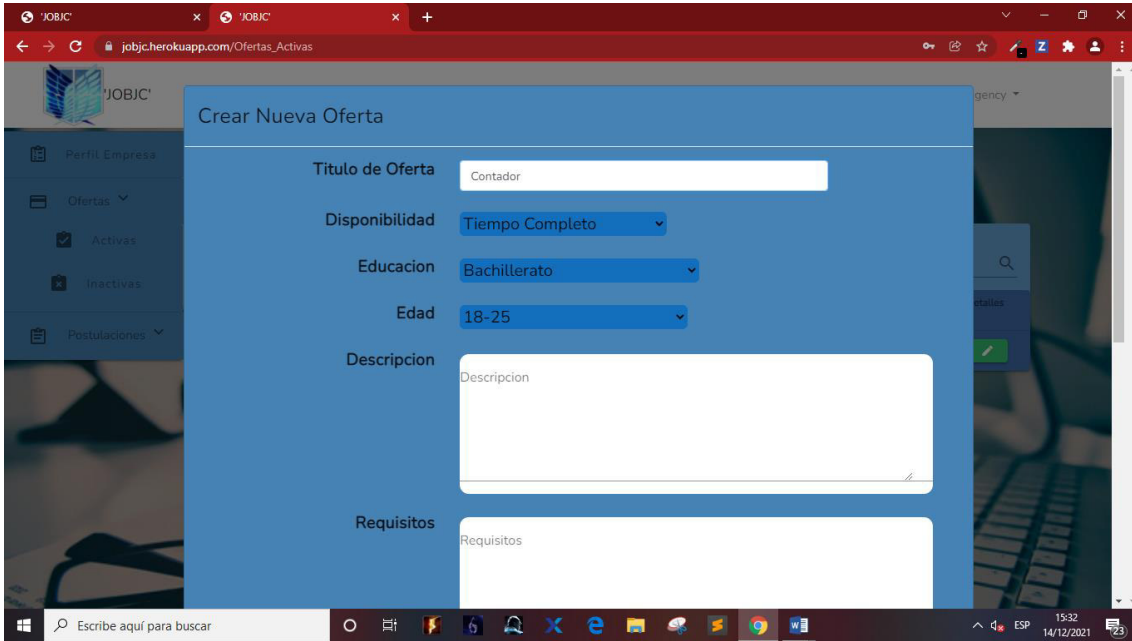 'JOBJC'
'JOBJC'
jobjc.herokuapp.com/Ofertas_Activas
'JOBJC'
gency
Crear Nueva Oferta
Perfil Empresa
Ofertas
Activas
Inactivas
Postulaciones
Titulo de Oferta
Contador
Disponibilidad
Tiempo Completo
Educacion
Bachillerato
Edad
18-25
Descripcion
Descripcion
Requisitos
Requisitos
etalles
Escribe aquí para buscar
ESP
15:32
14/12/2021
23